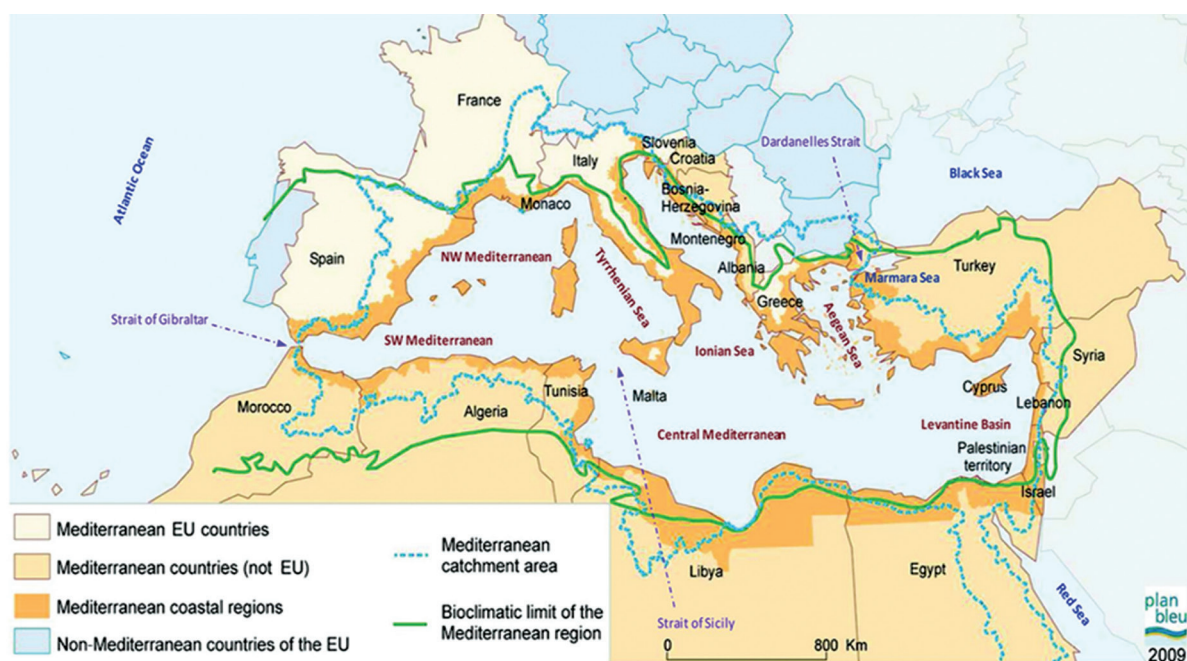 France
Slovenia
Croatia
Dardanelles Strait
Italy
Black Sea
Atlantic Ocean
Bosnia-
Herzegovina
Monaco
Montenegro
Spain
NW Mediterranean
Tyrrhenian Sea
Albania
Turkey
Marmara Sea
Greece
Aegean Sea
Strait of Gibraltar
SW Mediterranean
Ionian Sea
Syria
Cyprus
Malta
Tunisia
Lebanon
Morocco
Algeria
Levantine Basin
Central Mediterranean
Palestinian
territory
Israel
Libya
Egypt
Red Sea
Strait of Sicily
Mediterranean EU countries
Mediterranean countries (not EU)
Mediterranean coastal regions
Non-Mediterranean countries of the EU
Mediterranean
catchment area
Bioclimatic limit of the
Mediterranean region
0 800 Km
plan
bleu
2009